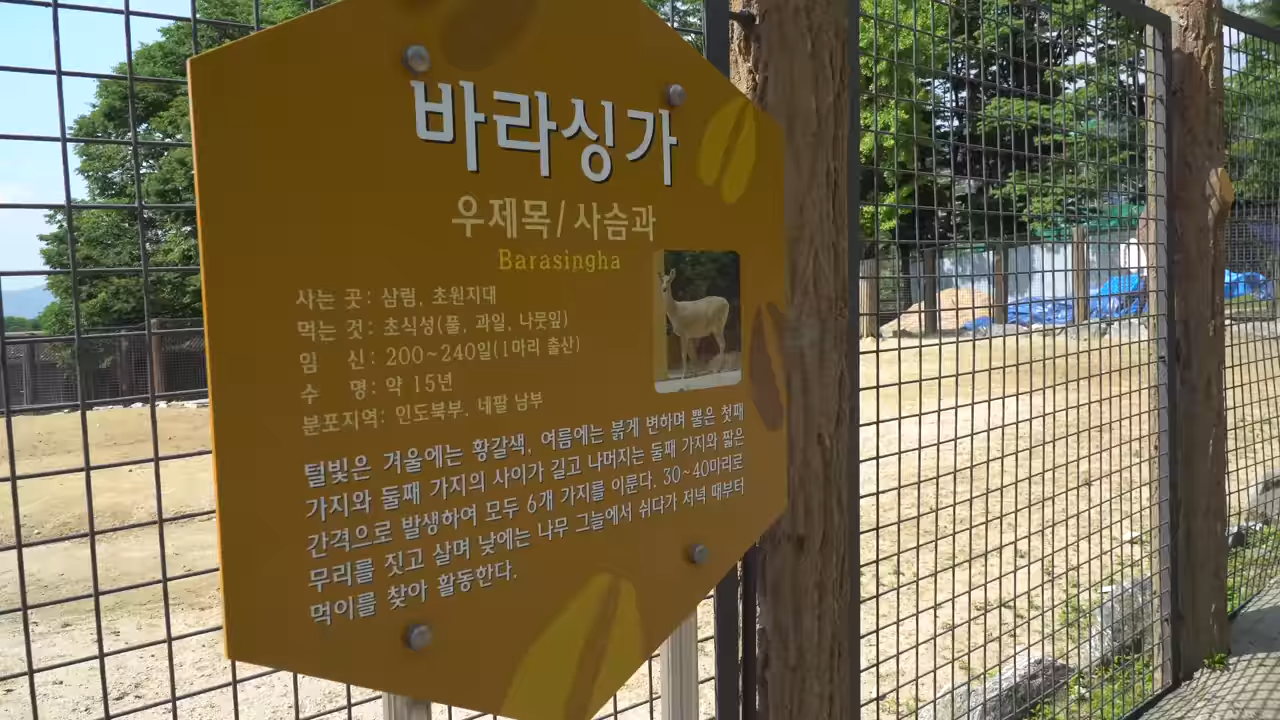 바라싱가
우제목/사슴과
Barasingha
사는 곳: 삼림, 초원지대
먹는 것: 초식성(풀, 과일, 나뭇잎)
임 신: 200~240일(1마리 출산)
수 명: 약 15년
분포지역: 인도북부. 네팔 남부
털빛은 겨울에는 황갈색, 여름에는 붉게 변하며 뿔은 첫째
가지와 둘째 가지의 사이가 길고 나머지는 둘째 가지와 짧은
간격으로 발생하여 모두 6개 가지를 이룬다. 30~40마리로
무리를 짓고 살며 낮에는 나무 그늘에서 쉬다가 저녁 때부터
먹이를 찾아 활동한다.